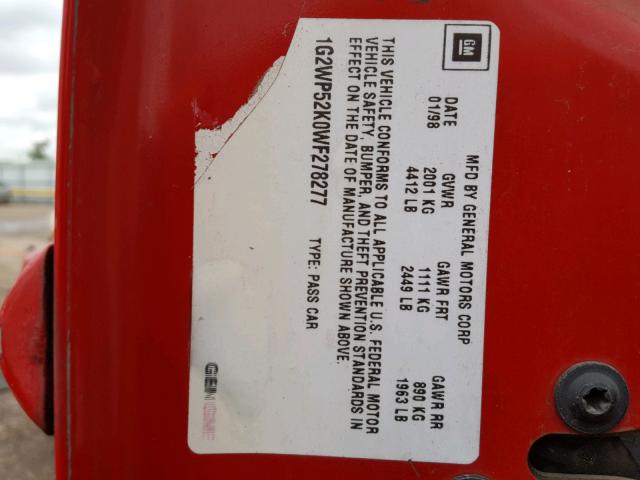 GM
MFD BY GENERAL MOTORS CORP
DATE GVWR GAWR FRT GAWR RR
01/98 2001 KG 1111 KG 890 KG
4412 LB 2449 LB 1963 LB
THIS VEHICLE CONFORMS TO ALL APPLICABLE U.S. FEDERAL MOTOR
VEHICLE SAFETY, BUMPER, AND THEFT PREVENTION STANDARDS IN
EFFECT ON THE DATE OF MANUFACTURE SHOWN ABOVE.
1G2WP52K0WF278277 TYPE: PASS CAR